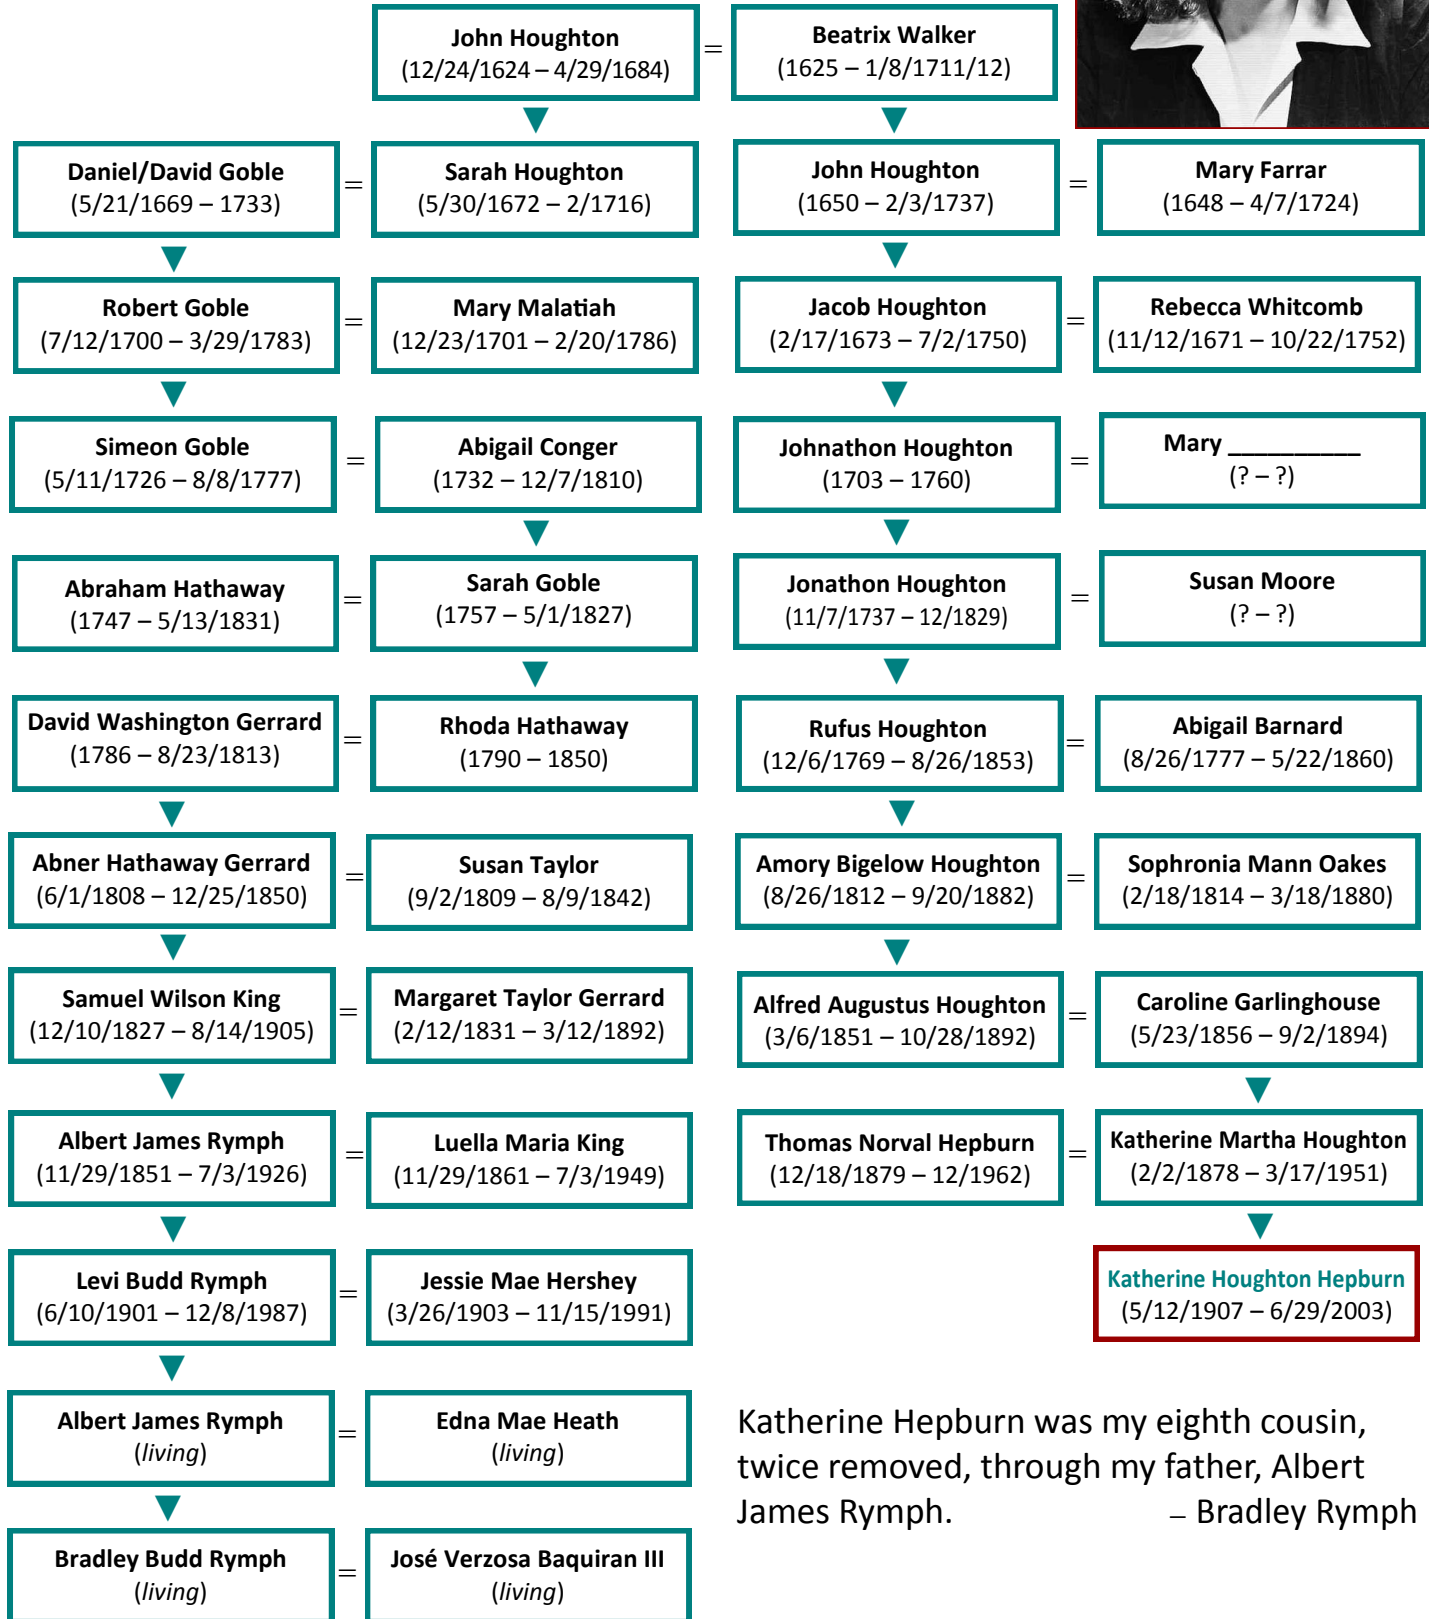 John Houghton = Beatrix Walker
(12/24/1624 – 4/29/1684) (1625 – 1/8/1711/12)
Daniel/David Goble = Sarah Houghton John Houghton = Mary Farrar
(5/21/1669 – 1733) (5/30/1672 – 2/1716) (1650 – 2/3/1737) (1648 – 4/7/1724)
Robert Goble = Mary Malatiah Jacob Houghton = Rebecca Whitcomb
(7/12/1700 – 3/29/1783) (12/23/1701 – 2/20/1786) (2/17/1673 – 7/2/1750) (11/12/1671 – 10/22/1752)
Simeon Goble = Abigail Conger Johnathon Houghton = Mary __________
(5/11/1726 – 8/8/1777) (1732 – 12/7/1810) (1703 – 1760) (? – ?)
Abraham Hathaway = Sarah Goble Jonathon Houghton = Susan Moore
(1747 – 5/13/1831) (1757 – 5/1/1827) (11/7/1737 – 12/1829) (? – ?)
David Washington Gerrard = Rhoda Hathaway Rufus Houghton = Abigail Barnard
(1786 – 8/23/1813) (1790 – 1850) (12/6/1769 – 8/26/1853) (8/26/1777 – 5/22/1860)
Abner Hathaway Gerrard = Susan Taylor Amory Bigelow Houghton = Sophronia Mann Oakes
(6/1/1808 – 12/25/1850) (9/2/1809 – 8/9/1842) (8/26/1812 – 9/20/1882) (2/18/1814 – 3/18/1880)
Samuel Wilson King = Margaret Taylor Gerrard Alfred Augustus Houghton = Caroline Garlinghouse
(12/10/1827 – 8/14/1905) (2/12/1831 – 3/12/1892) (3/6/1851 – 10/28/1892) (5/23/1856 – 9/2/1894)
Albert James Rymph = Luella Maria King Thomas Norval Hepburn = Katherine Martha Houghton
(11/29/1851 – 7/3/1926) (11/29/1861 – 7/3/1949) (12/18/1879 – 12/1962) (2/2/1878 – 3/17/1951)
Levi Budd Rymph = Jessie Mae Hershey Katherine Houghton Hepburn
(6/10/1901 – 12/8/1987) (3/26/1903 – 11/15/1991) (5/12/1907 – 6/29/2003)
Albert James Rymph = Edna Mae Heath
(living) (living)
Bradley Budd Rymph = José Verzosa Baquiran III
(living) (living)
Katherine Hepburn was my eighth cousin,
twice removed, through my father, Albert
James Rymph. – Bradley Rymph